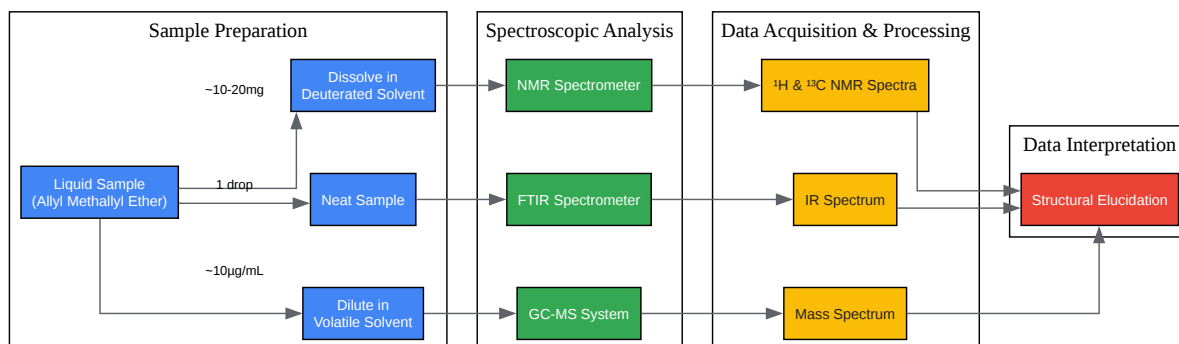 Sample Preparation
Spectroscopic Analysis
Data Acquisition & Processing
Data Interpretation
~10-20mg
Dissolve in
Deuterated Solvent
NMR Spectrometer
¹H & ¹³C NMR Spectra
Liquid Sample
(Allyl Methallyl Ether)
1 drop
Neat Sample
FTIR Spectrometer
IR Spectrum
Structural Elucidation
~10µg/mL
Dilute in
Volatile Solvent
GC-MS System
Mass Spectrum